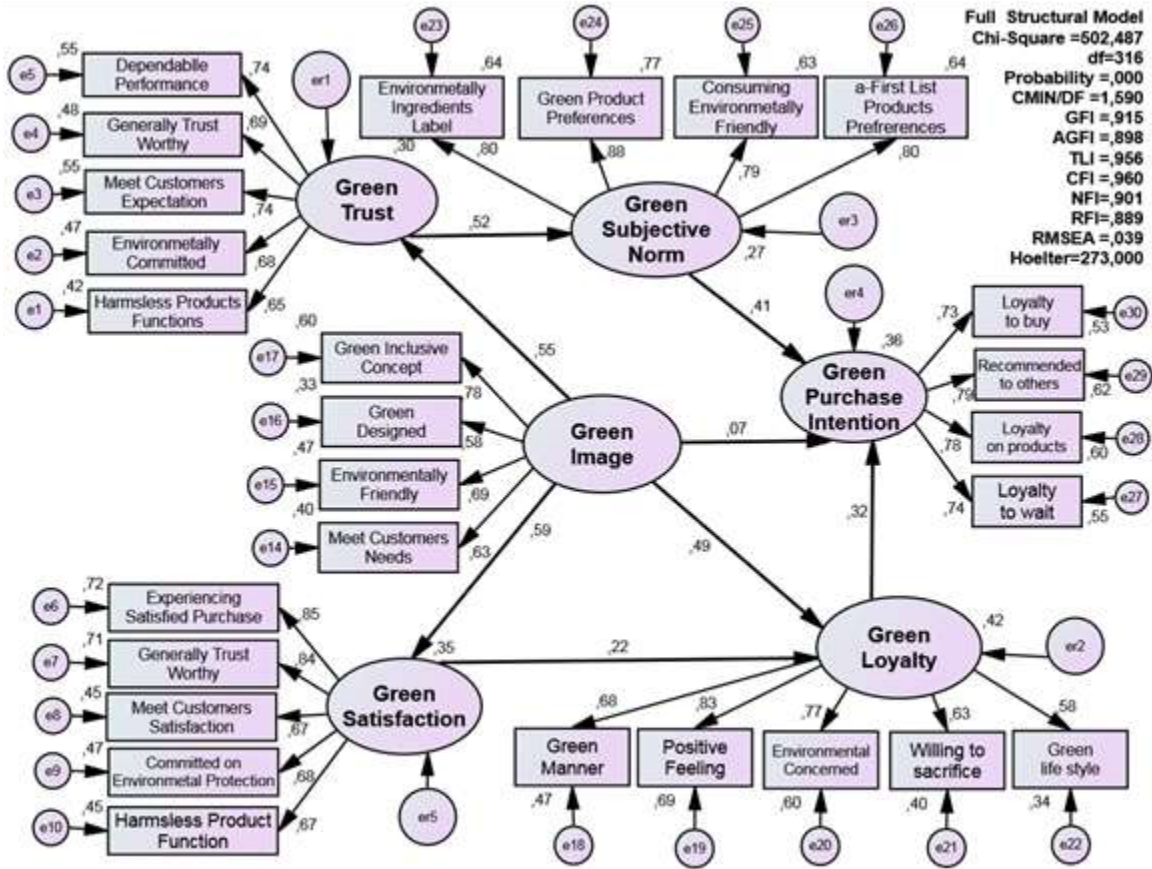 Full Structural Model
Chi-Square =502,487
df=316
Probability =,000
CMIN/DF =1,590
GFI =,915
AGFI =,898
TLI =,956
CFI =,960
NFI=,901
RFI=,889
RMSEA =,039
Hoelter=273,000
e23
e24
e25
e26
,64
,77
,63
,64
Environmetally
Ingredients
Label
Green Product
Preferences
Consuming
Environmetally
Friendly
a-First List
Products
Prefrerences
,30
,80
,88
,79
,80
e5
,55
Dependablle
Performance
,74
e4
,48
Generally Trust
Worthy
,69
e3
,55
Meet Customers
Expectation
,74
e2
,47
Environmetally
Committed
,68
e1
,42
Harmsless Products
Functions
,65
er1
Green
Trust
,52
Green
Subjective
Norm
er3
,27
,41
er4
,36
,55
e17
,60
Green Inclusive
Concept
,78
e16
,33
Green
Designed
,58
e15
,47
Environmentally
Friendly
,69
e14
,40
Meet Customers
Needs
,63
Green
Image
,07
Green
Purchase
Intention
,73
Loyalty
to buy
e30
,53
,79
Recommended
to others
e29
,62
,78
Loyalty
on products
e28
,60
,74
Loyalty
to wait
e27
,55
,59
,49
,32
e6
,72
Experiencing
Satisfied Purchase
,85
e7
,71
Generally Trust
Worthy
,84
e8
,45
Meet Customers
Satisfaction
,67
e9
,47
Committed on
Environmetal Protection
,68
e10
,45
Harmsless Product
Function
,67
,35
Green
Satisfaction
er5
,22
Green
Loyalty
,42
er2
,68
,83
,77
,63
,58
Green
Manner
Positive
Feeling
Environmental
Concerned
Willing to
sacrifice
Green
life style
,47
,69
,60
,40
,34
e18
e19
e20
e21
e22